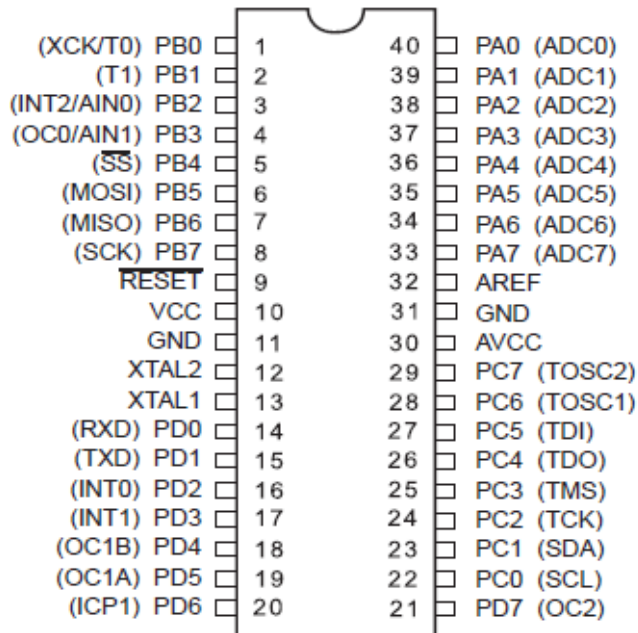 (XCK/T0) PB0 1 40 PA0 (ADC0)
(T1) PB1 2 39 PA1 (ADC1)
(INT2/AIN0) PB2 3 38 PA2 (ADC2)
(OC0/AIN1) PB3 4 37 PA3 (ADC3)
(S̅S̅) PB4 5 36 PA4 (ADC4)
(MOSI) PB5 6 35 PA5 (ADC5)
(MISO) PB6 7 34 PA6 (ADC6)
(SCK) PB7 8 33 PA7 (ADC7)
R̅E̅S̅E̅T̅ 9 32 AREF
VCC 10 31 GND
GND 11 30 AVCC
XTAL2 12 29 PC7 (TOSC2)
XTAL1 13 28 PC6 (TOSC1)
(RXD) PD0 14 27 PC5 (TDI)
(TXD) PD1 15 26 PC4 (TDO)
(INT0) PD2 16 25 PC3 (TMS)
(INT1) PD3 17 24 PC2 (TCK)
(OC1B) PD4 18 23 PC1 (SDA)
(OC1A) PD5 19 22 PC0 (SCL)
(ICP1) PD6 20 21 PD7 (OC2)